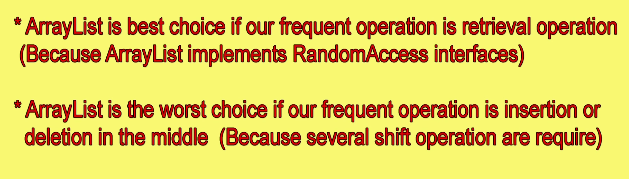 * ArrayList is best choice if our frequent operation is retrieval operation
(Because ArrayList implements RandomAccess interfaces)
* ArrayList is the worst choice if our frequent operation is insertion or
deletion in the middle (Because several shift operation are require)